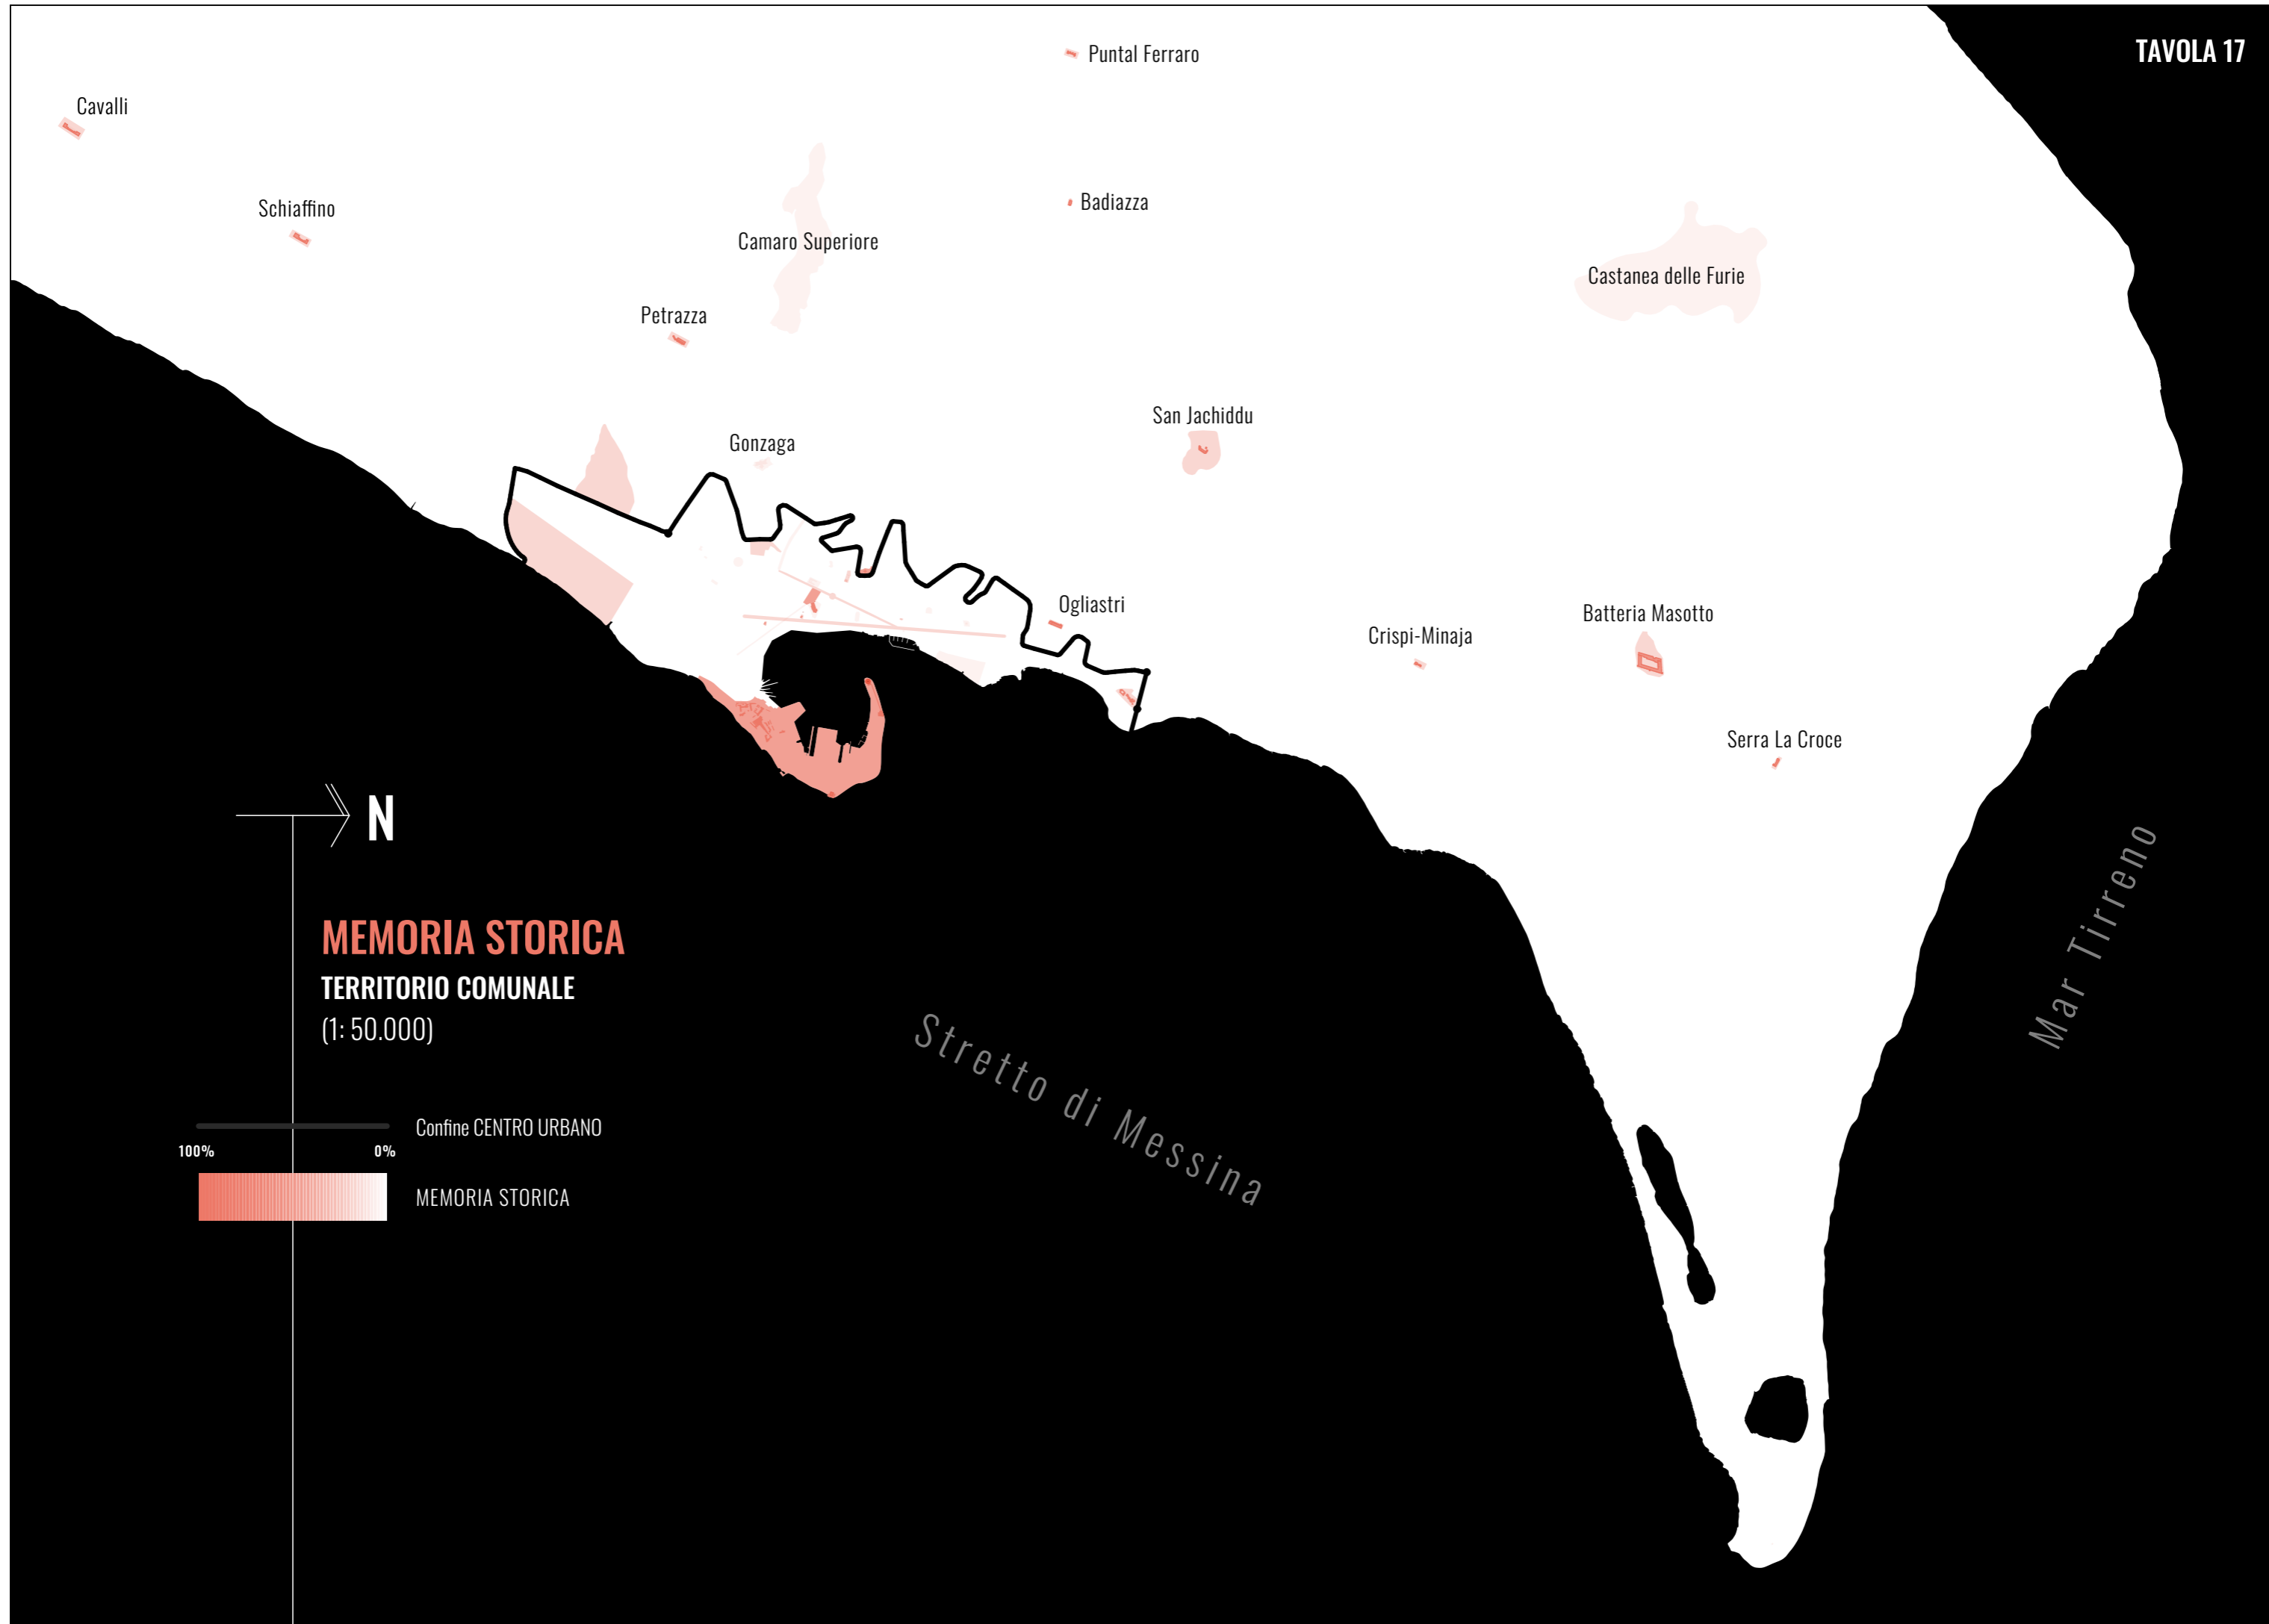 TAVOLA 17
Puntal Ferraro
Cavalli
Badiazza
Schiaffino
Camaro Superiore
Castanea delle Furie
Petrazza
San Jachiddu
Gonzaga
Ogliastri
Batteria Masotto
Crispi-Minaja
Serra La Croce
N
MEMORIA STORICA
TERRITORIO COMUNALE
(1: 50.000)
Mar Tirreno
Stretto di Messina
Confine CENTRO URBANO
100% 0%
MEMORIA STORICA